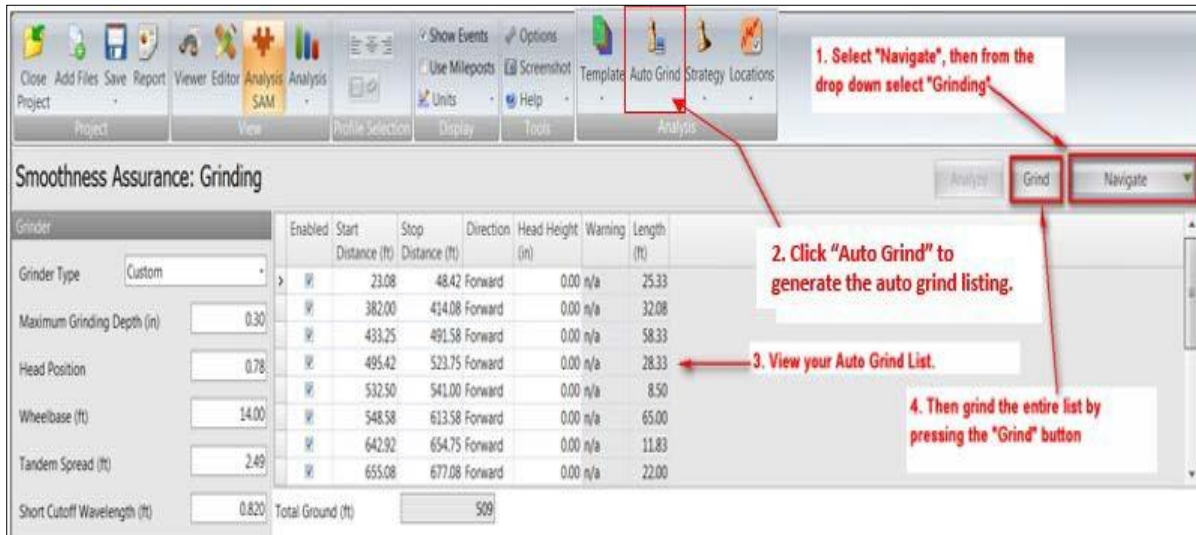 Close Project
Add Files
Save
Report
Viewer
Editor
Analysis SAM
Analysis
Show Events
Use Mileposts
Units
Options
Screenshot
Help
Template
Auto Grind
Strategy
Locations
Project
View
Profile Selection
Display
Tools
Analysis
1. Select "Navigate", then from the
drop down select "Grinding".
Smoothness Assurance: Grinding
Analyze
Grind
Navigate
Grinder
Grinder Type Custom
Maximum Grinding Depth (in) 0.30
Head Position 0.78
Wheelbase (ft) 14.00
Tandem Spread (ft) 2.49
Short Cutoff Wavelength (ft) 0.820
Enabled Start Stop Direction Head Height Warning Length
Distance (ft) Distance (ft) (in) (ft)
23.08 48.42 Forward 0.00 n/a 25.33
382.00 414.08 Forward 0.00 n/a 32.08
433.25 491.58 Forward 0.00 n/a 58.33
495.42 523.75 Forward 0.00 n/a 28.33
532.50 541.00 Forward 0.00 n/a 8.50
548.58 613.58 Forward 0.00 n/a 65.00
642.92 654.75 Forward 0.00 n/a 11.83
655.08 677.08 Forward 0.00 n/a 22.00
Total Ground (ft) 509
2. Click “Auto Grind” to
generate the auto grind listing.
3. View your Auto Grind List.
4. Then grind the entire list by
pressing the "Grind" button